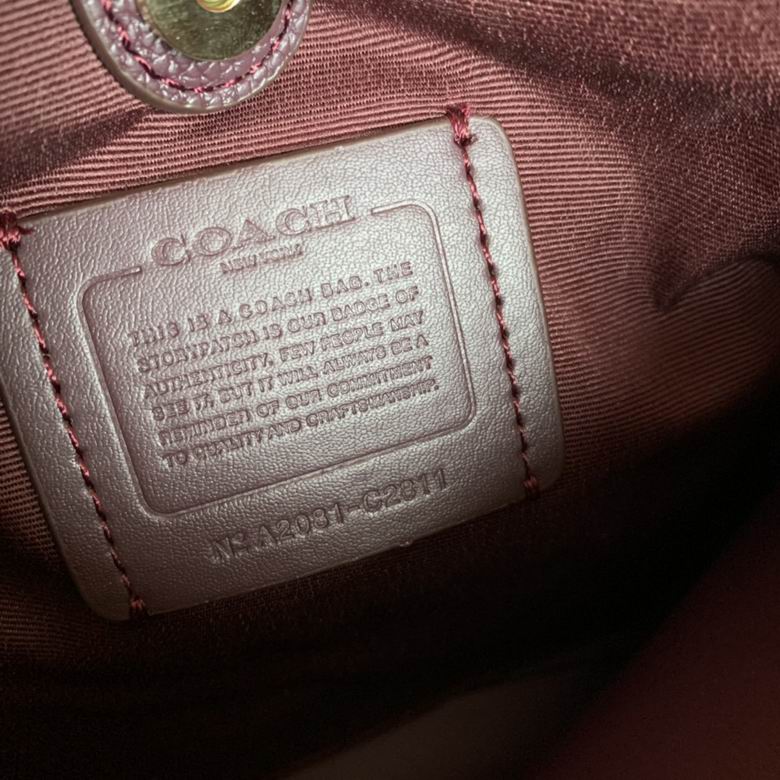 COACH
NEW YORK
THIS IS A COACH BAG. THE
STORYPATCH IS OUR BADGE OF
AUTHENTICITY. FEW PEOPLE MAY
SEE IT, BUT IT WILL ALWAYS BE A
REMINDER OF OUR COMMITMENT
TO QUALITY AND CRAFTSMANSHIP.
Nº A2081-C2811